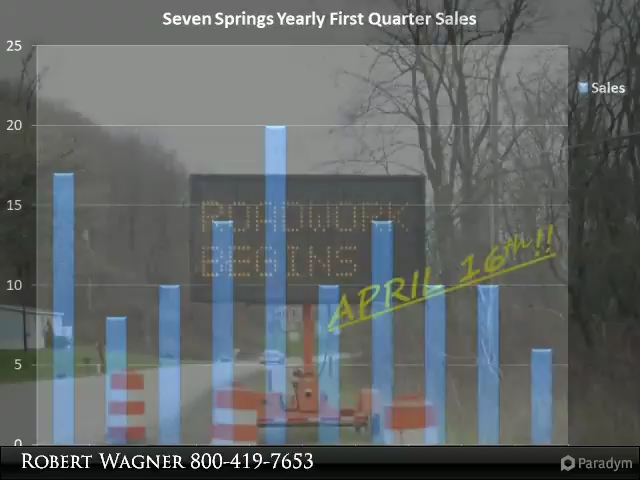 Seven Springs Yearly First Quarter Sales
25
Sales
20
15
ROADWORK
BEGINS
APRIL 16TH!!
10
5
0
ROBERT WAGNER 800-419-7653
Paradym